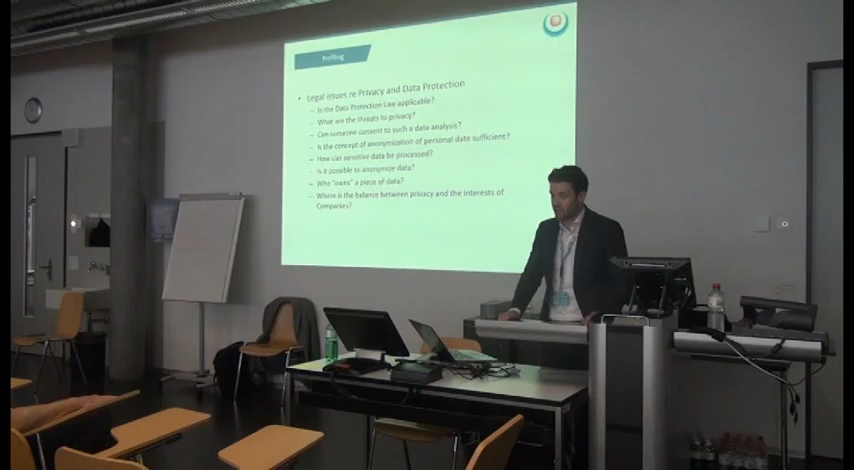 Profiling
• Legal issues re Privacy and Data Protection
– Is the Data Protection Law applicable?
– What are the threats to privacy?
– Can someone consent to such a data analysis?
– Is the concept of anonymization of personal date sufficient?
– How can sensitive data be processed?
– Is it possible to anonymize data?
– Who "owes" a piece of data?
– Where is the balance between privacy and the interests of
Companies?